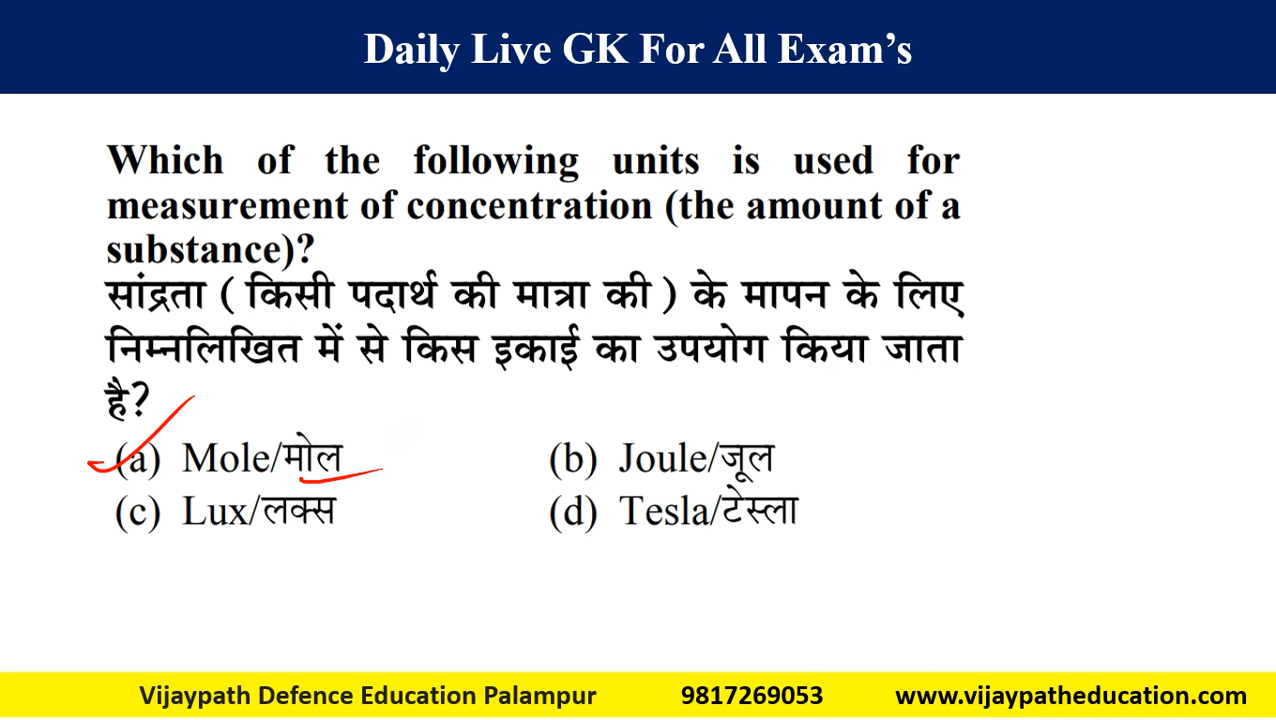 Daily Live GK For All Exam’s
Which of the following units is used for
measurement of concentration (the amount of a
substance)?
सांद्रता ( किसी पदार्थ की मात्रा की ) के मापन के लिए
निम्नलिखित में से किस इकाई का उपयोग किया जाता
है?
(a) Mole/मोल (b) Joule/जूल
(c) Lux/लक्स (d) Tesla/टेस्ला
Vijaypath Defence Education Palampur 9817269053 www.vijaypatheducation.com